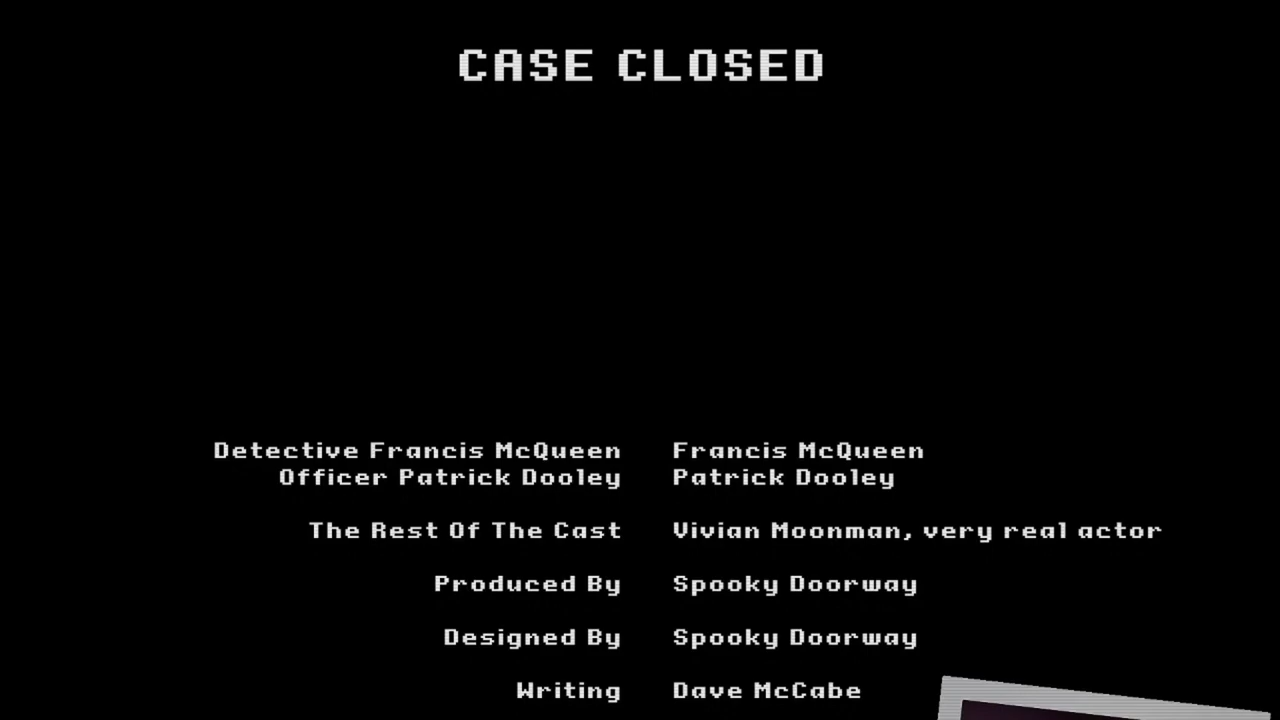 CASE CLOSED
Detective Francis McQueen Francis McQueen
Officer Patrick Dooley Patrick Dooley
The Rest Of The Cast Vivian Moonman, very real actor
Produced By Spooky Doorway
Designed By Spooky Doorway
Writing Dave McCabe